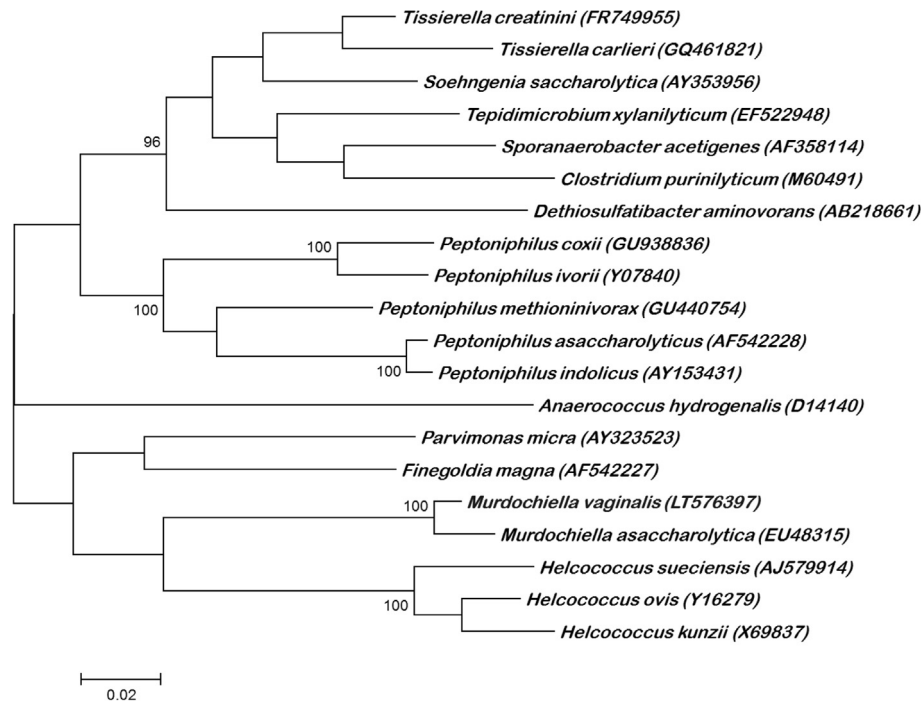 Tissierella creatinini (FR749955)
Tissierella carlieri (GQ461821)
Soehngenia saccharolytica (AY353956)
Tepidimicrobium xylanilyticum (EF522948)
96
Sporanaerobacter acetigenes (AF358114)
Clostridium purinilyticum (M60491)
Dethiosulfatibacter aminovorans (AB218661)
100
Peptoniphilus coxii (GU938836)
Peptoniphilus ivorii (Y07840)
100
Peptoniphilus methioninivorax (GU440754)
Peptoniphilus asaccharolyticus (AF542228)
100
Peptoniphilus indolicus (AY153431)
Anaerococcus hydrogenalis (D14140)
Parvimonas micra (AY323523)
Finegoldia magna (AF542227)
100
Murdochiella vaginalis (LT576397)
Murdochiella asaccharolytica (EU48315)
Helcococcus sueciensis (AJ579914)
100
Helcococcus ovis (Y16279)
Helcococcus kunzii (X69837)
0.02